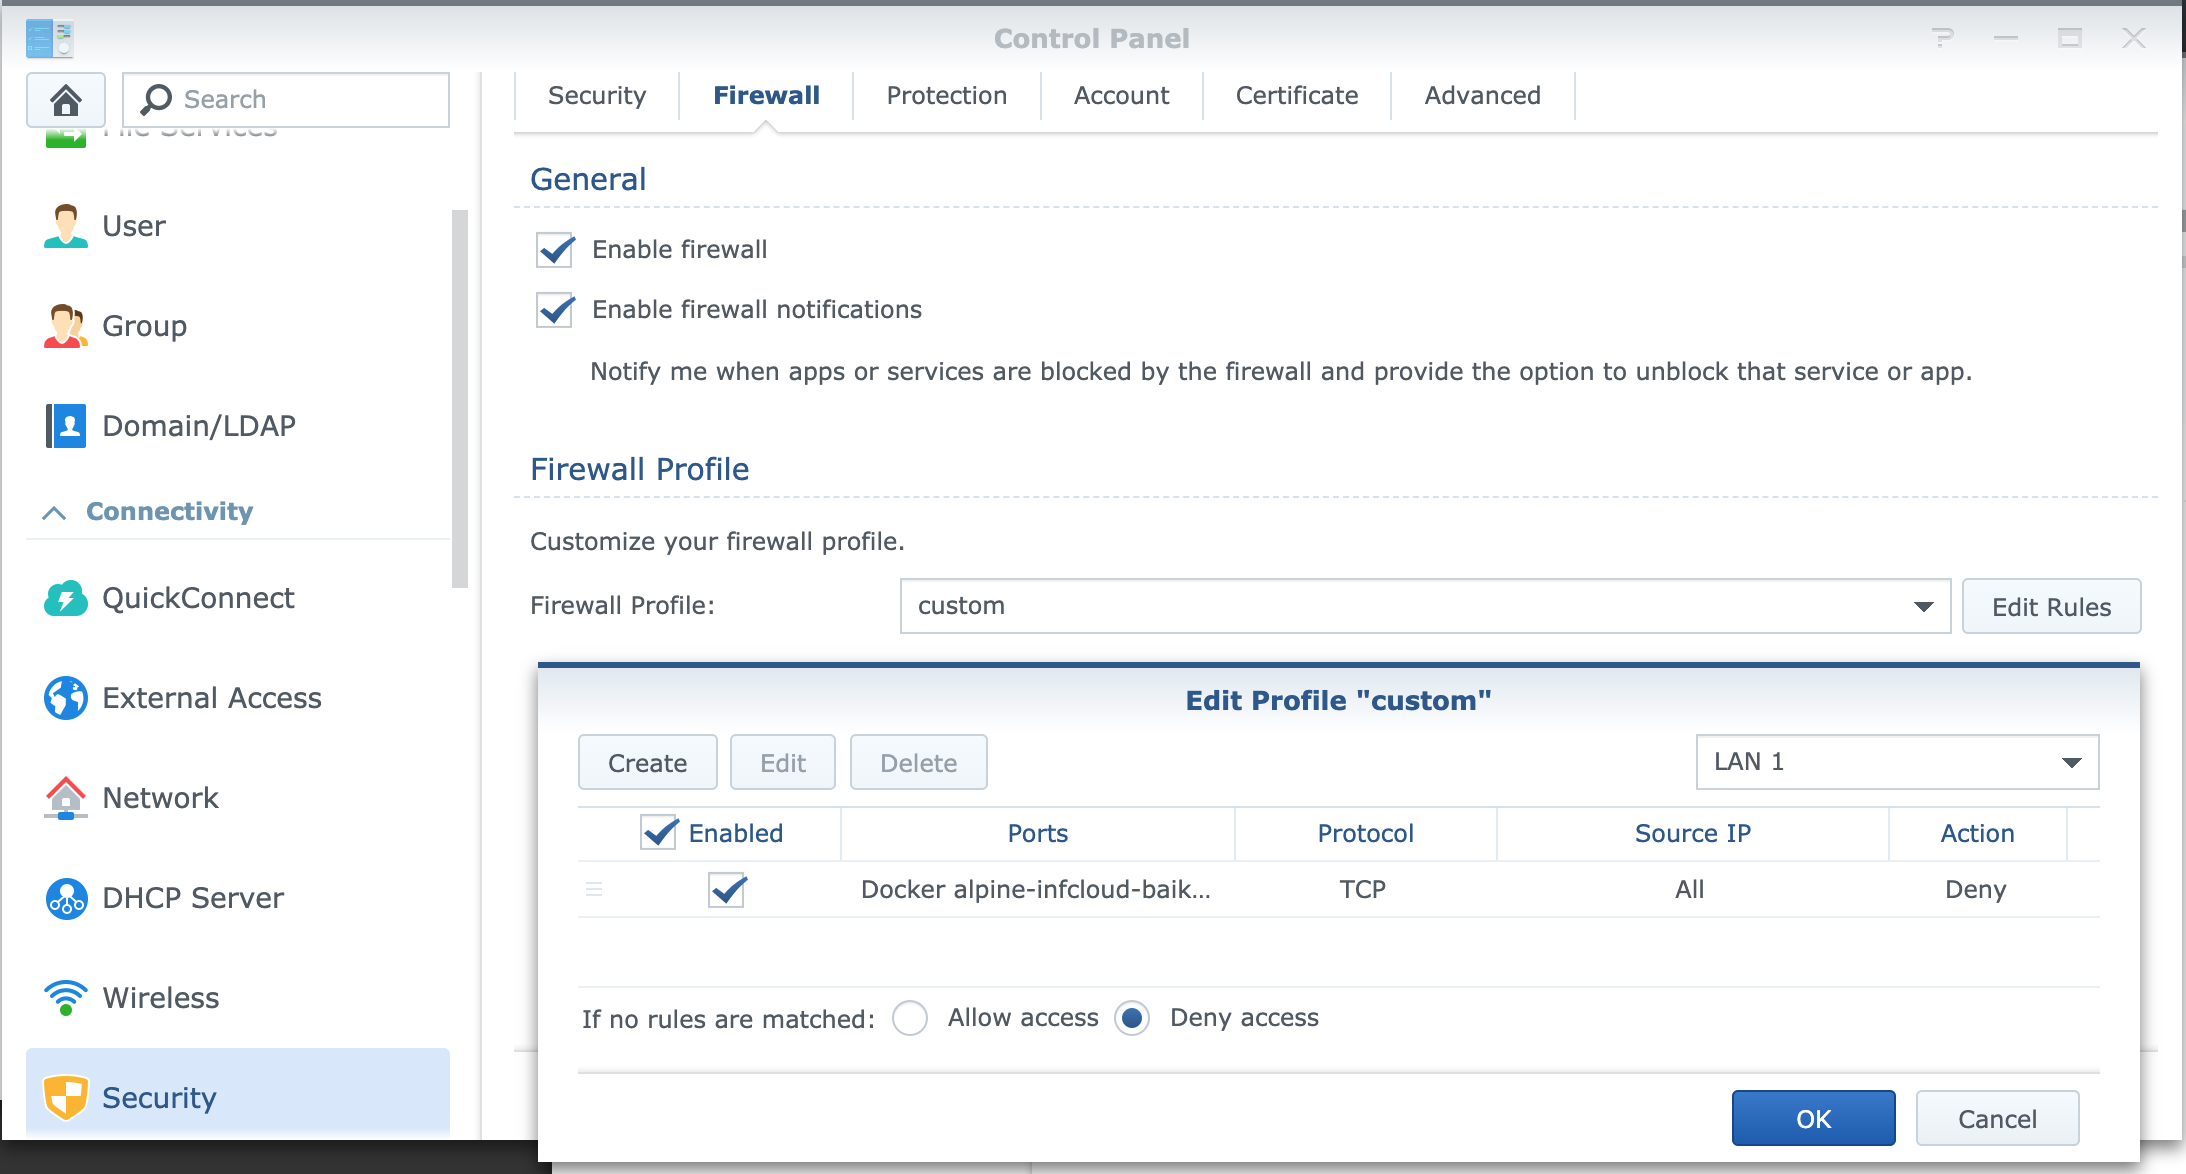 Control Panel
Search
File Services
User
Group
Domain/LDAP
Connectivity
QuickConnect
External Access
Network
DHCP Server
Wireless
Security
Security
Firewall
Protection
Account
Certificate
Advanced
General
Enable firewall
Enable firewall notifications
Notify me when apps or services are blocked by the firewall and provide the option to unblock that service or app.
Firewall Profile
Customize your firewall profile.
Firewall Profile:
custom
Edit Rules
Edit Profile "custom"
Create
Edit
Delete
LAN 1
Enabled Ports Protocol Source IP Action
Docker alpine-infcloud-baik... TCP All Deny
If no rules are matched: Allow access Deny access
OK
Cancel